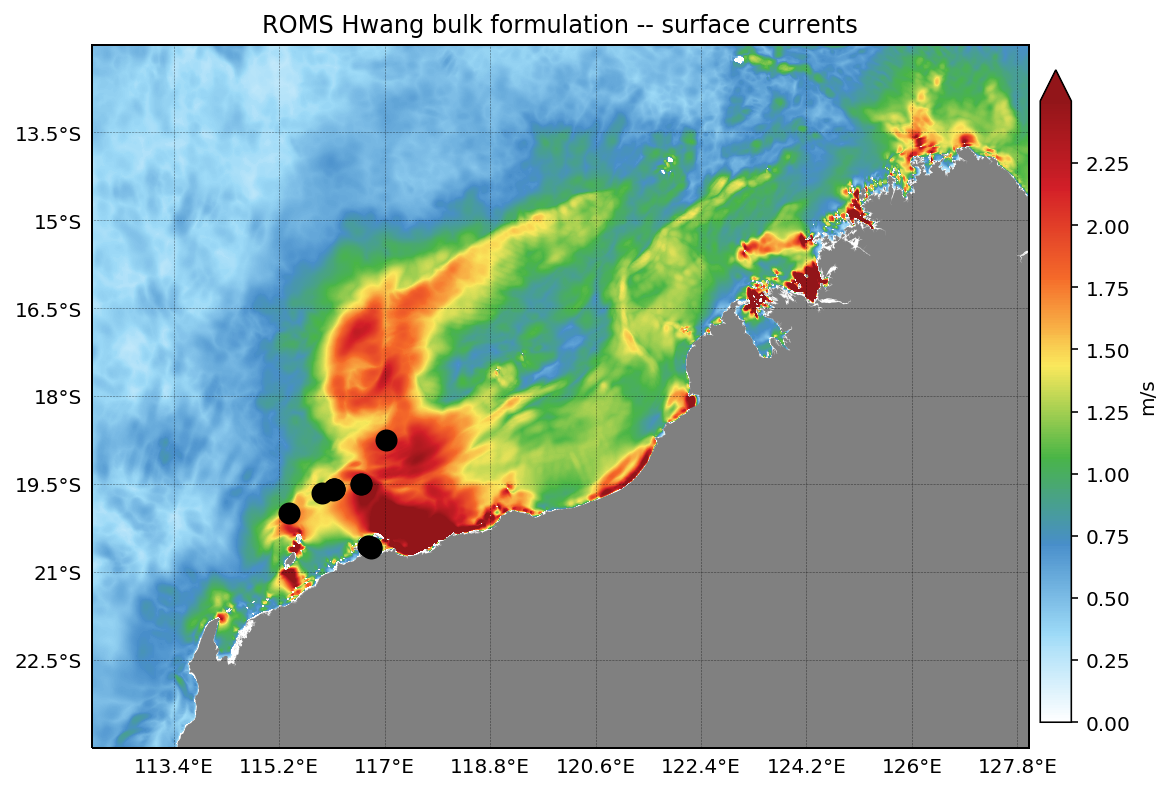 ROMS Hwang bulk formulation -- surface currents
13.5°S
15°S
16.5°S
18°S
19.5°S
21°S
22.5°S
113.4°E
115.2°E
117°E
118.8°E
120.6°E
122.4°E
124.2°E
126°E
127.8°E
2.25
2.00
1.75
1.50
1.25
1.00
0.75
0.50
0.25
0.00
m/s